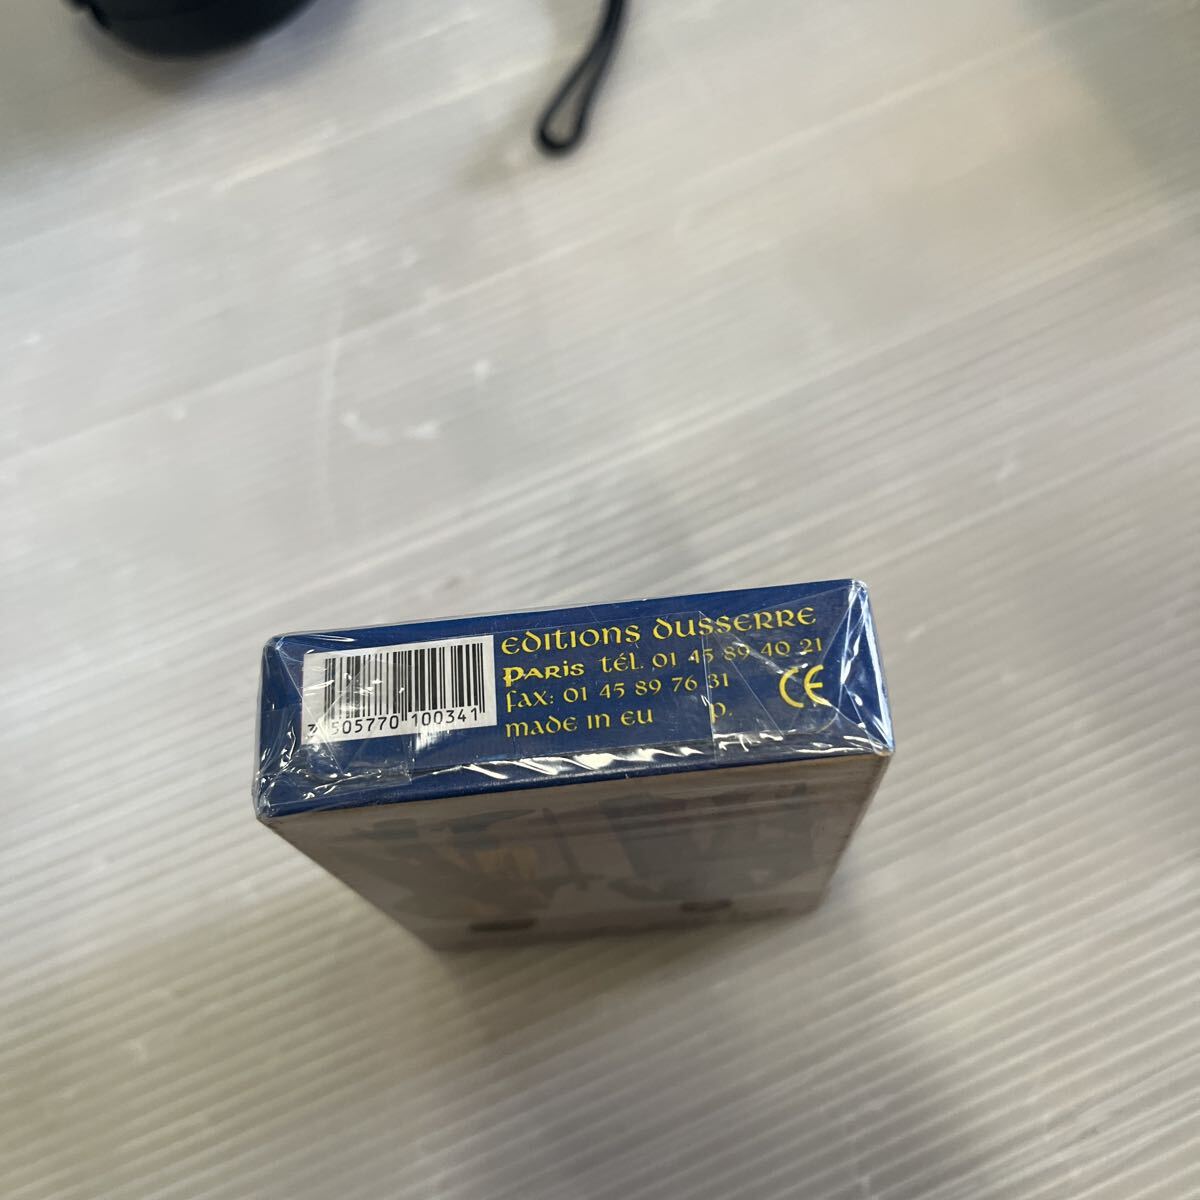 EDITIONS DUSSERRE
PARIS TÉL. 01 45 89 40 21
FAX: 01 45 89 76 31
MADE IN EU P.
CE
3 505770 100341